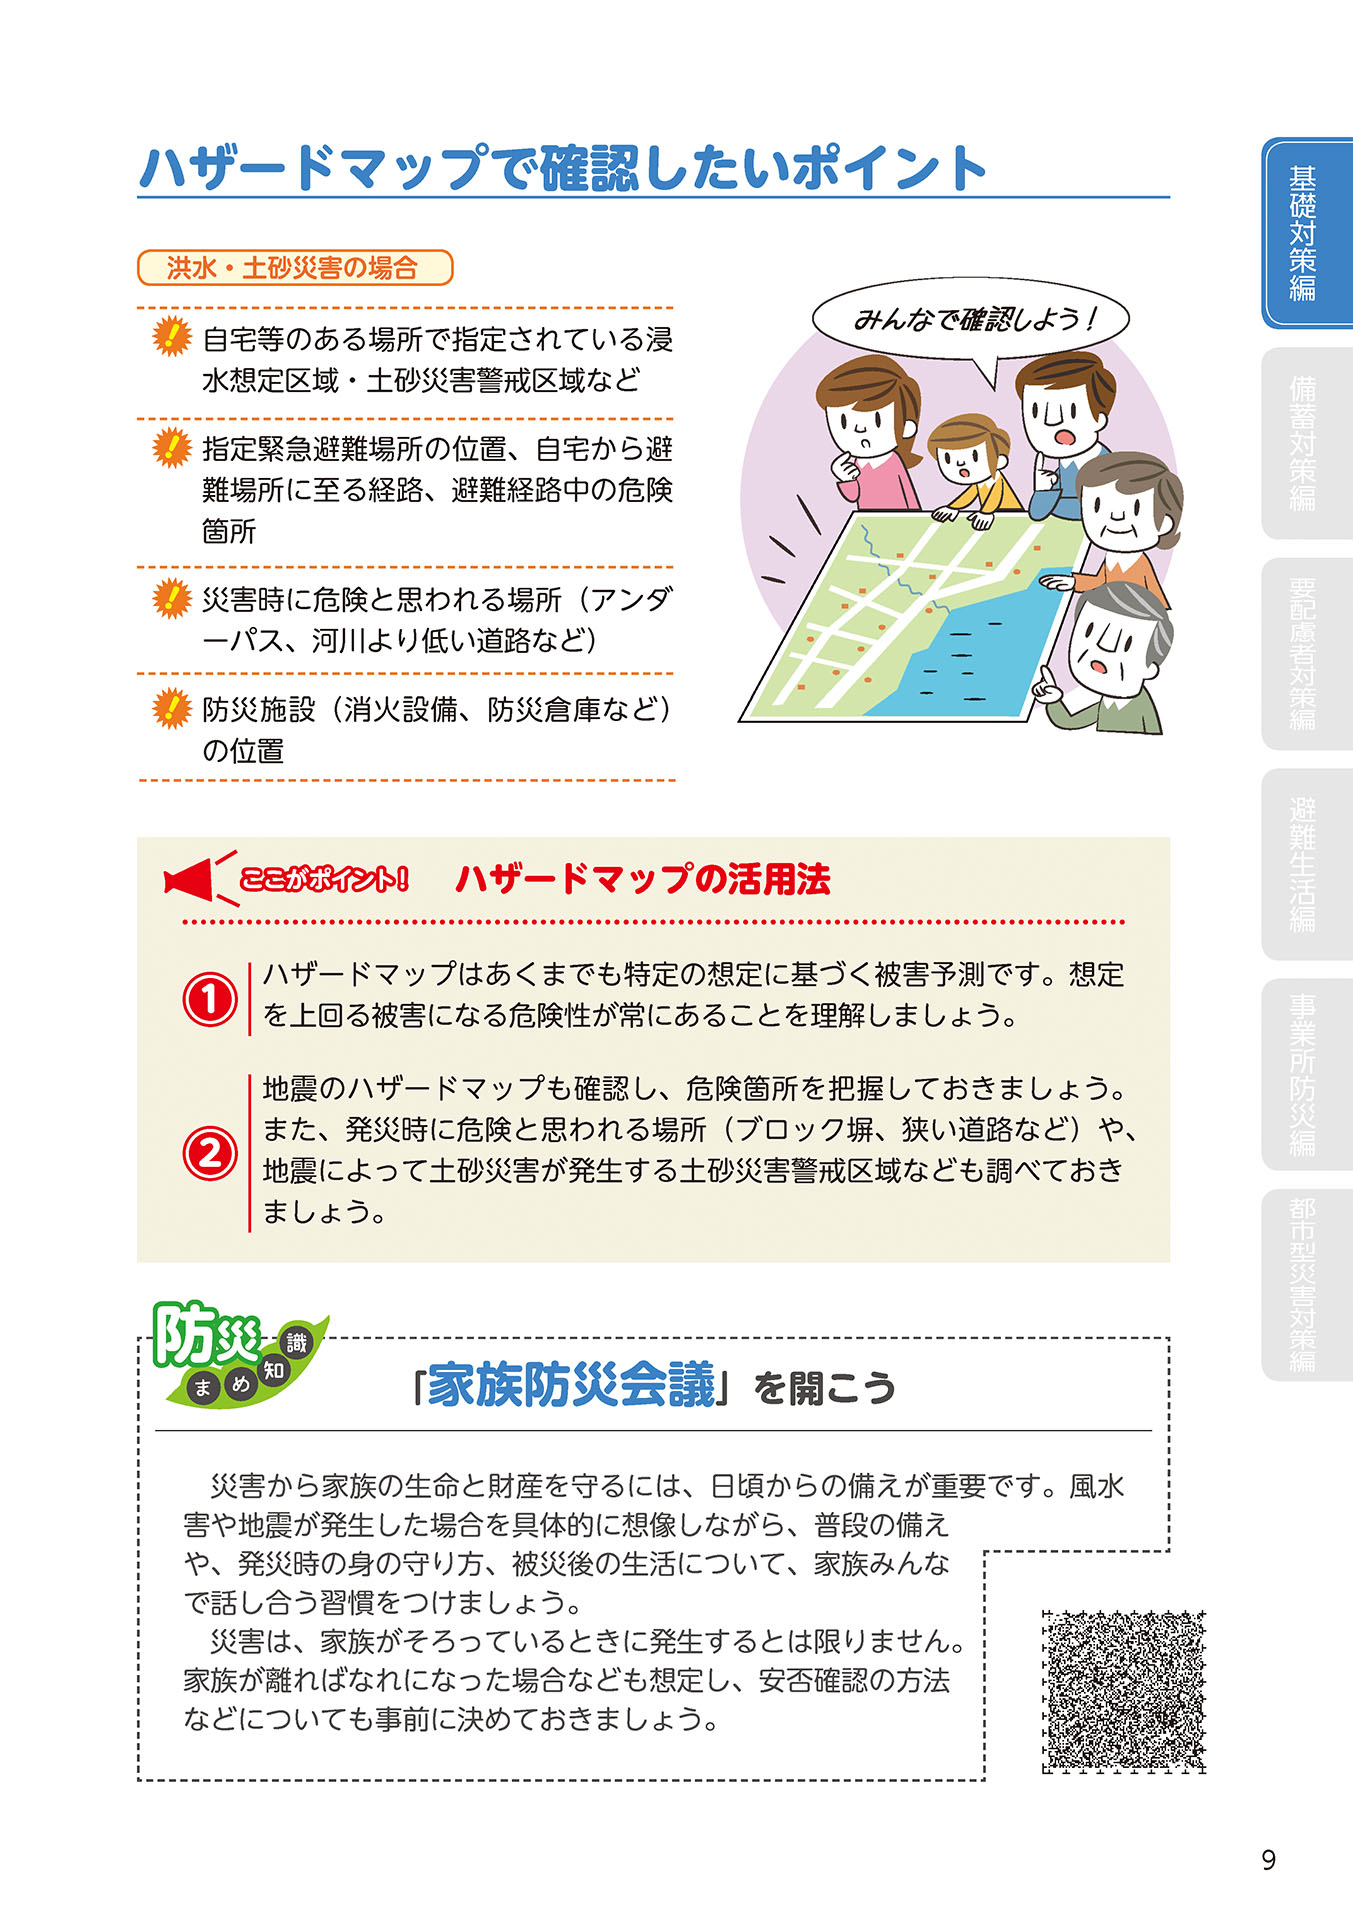 ハザードマップで確認したいポイント
洪水・土砂災害の場合
自宅等のある場所で指定されている浸
水想定区域・土砂災害警戒区域など
指定緊急避難場所の位置、自宅から避
難場所に至る経路、避難経路中の危険
箇所
災害時に危険と思われる場所（アンダ
ーパス、河川より低い道路など）
防災施設（消火設備、防災倉庫など）
の位置
みんなで確認しよう！
ここがポイント！ ハザードマップの活用法
1
ハザードマップはあくまでも特定の想定に基づく被害予測です。想定
を上回る被害になる危険性が常にあることを理解しましょう。
2
地震のハザードマップも確認し、危険箇所を把握しておきましょう。
また、発災時に危険と思われる場所（ブロック塀、狭い道路など）や、
地震によって土砂災害が発生する土砂災害警戒区域なども調べておき
ましょう。
防災
まめ知識
「家族防災会議」を開こう
災害から家族の生命と財産を守るには、日頃からの備えが重要です。風水
害や地震が発生した場合を具体的に想像しながら、普段の備え
や、発災時の身の守り方、被災後の生活について、家族みんな
で話し合う習慣をつけましょう。
災害は、家族がそろっているときに発生するとは限りません。
家族が離ればなれになった場合なども想定し、安否確認の方法
などについても事前に決めておきましょう。
基礎対策編
備蓄対策編
要配慮者対策編
避難生活編
事業所防災編
都市型災害対策編
9